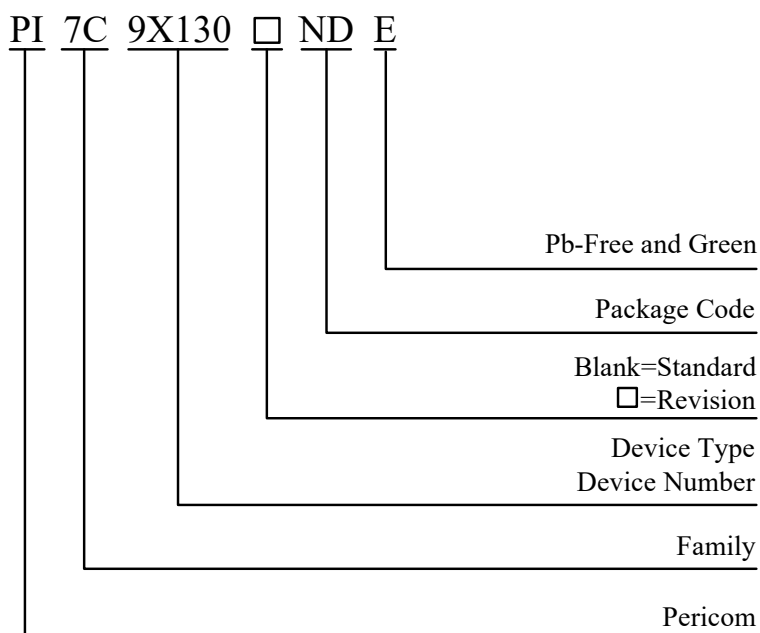 PI 7C 9X130 □ ND E
Pb-Free and Green
Package Code
Blank=Standard
□=Revision
Device Type
Device Number
Family
Pericom